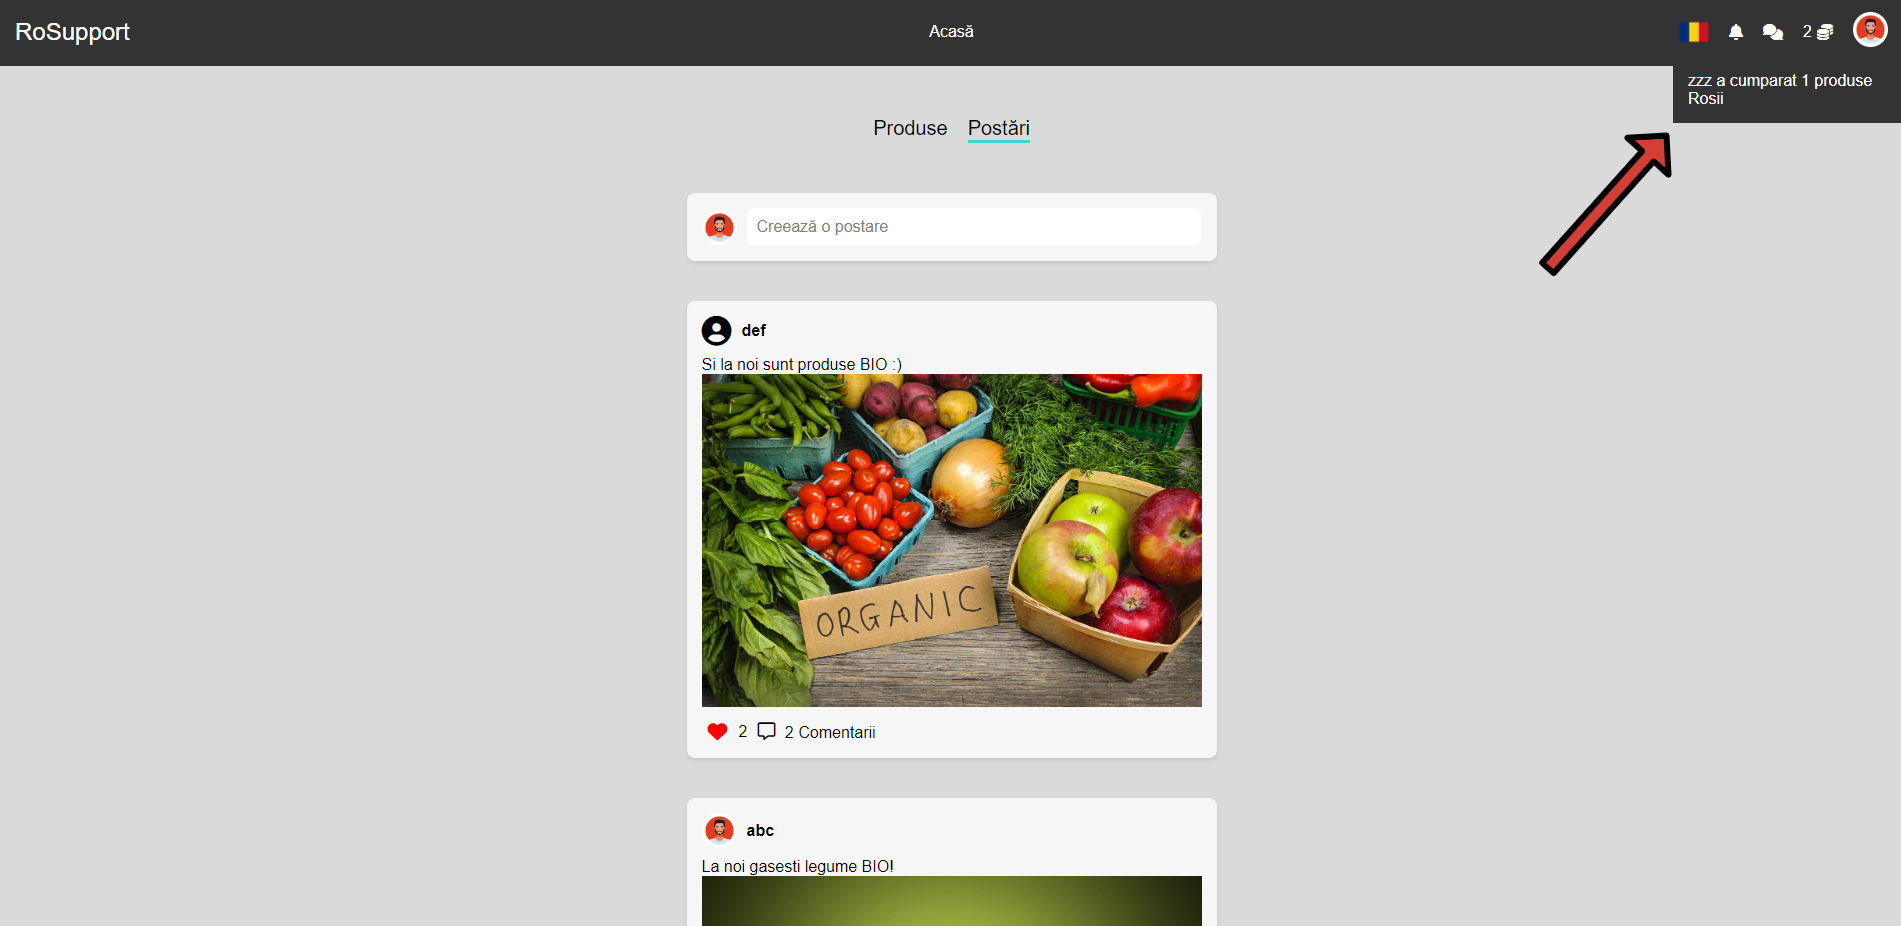 RoSupport
Acasă
2
zzz a cumparat 1 produse
Rosii
Produse
Postări
Creează o postare
def
Si la noi sunt produse BIO :)
ORGANIC
2
2 Comentarii
abc
La noi gasesti legume BIO!